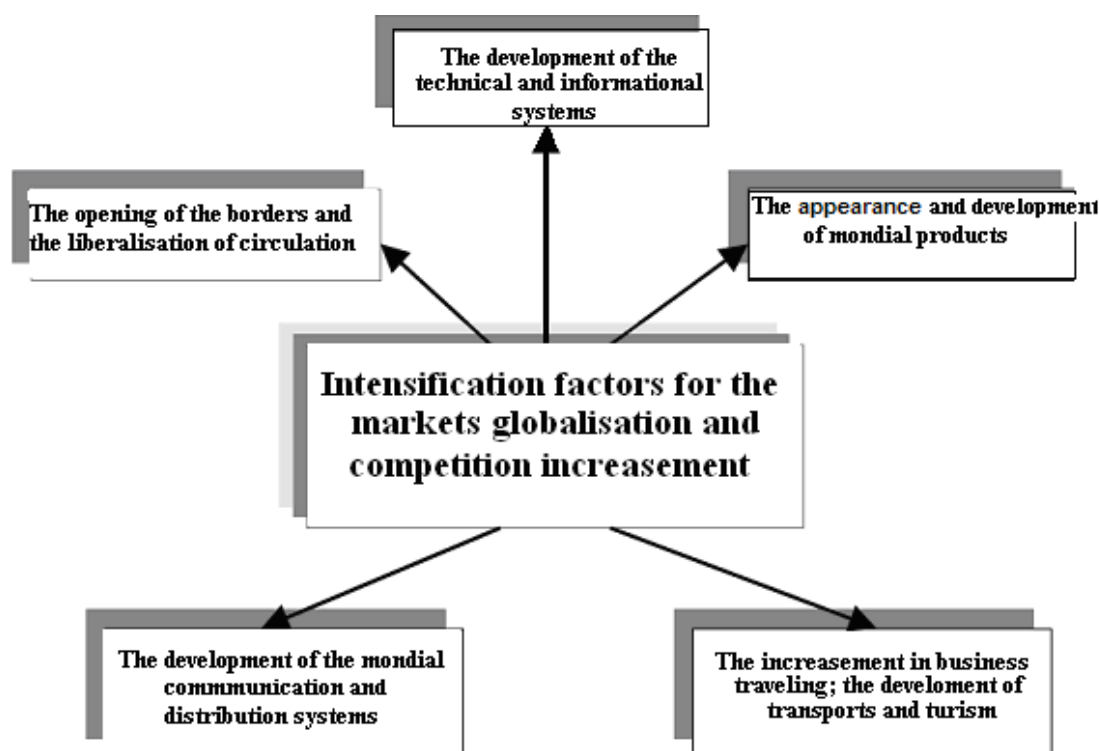 The development of the
technical and informational
systems
The opening of the borders and
the liberalisation of circulation
The appearance and development
of mondial products
Intensification factors for the
markets globalisation and
competition increasement
The development of the mondial
commmunication and
distribution systems
The increasement in business
traveling; the develoment of
transports and turism